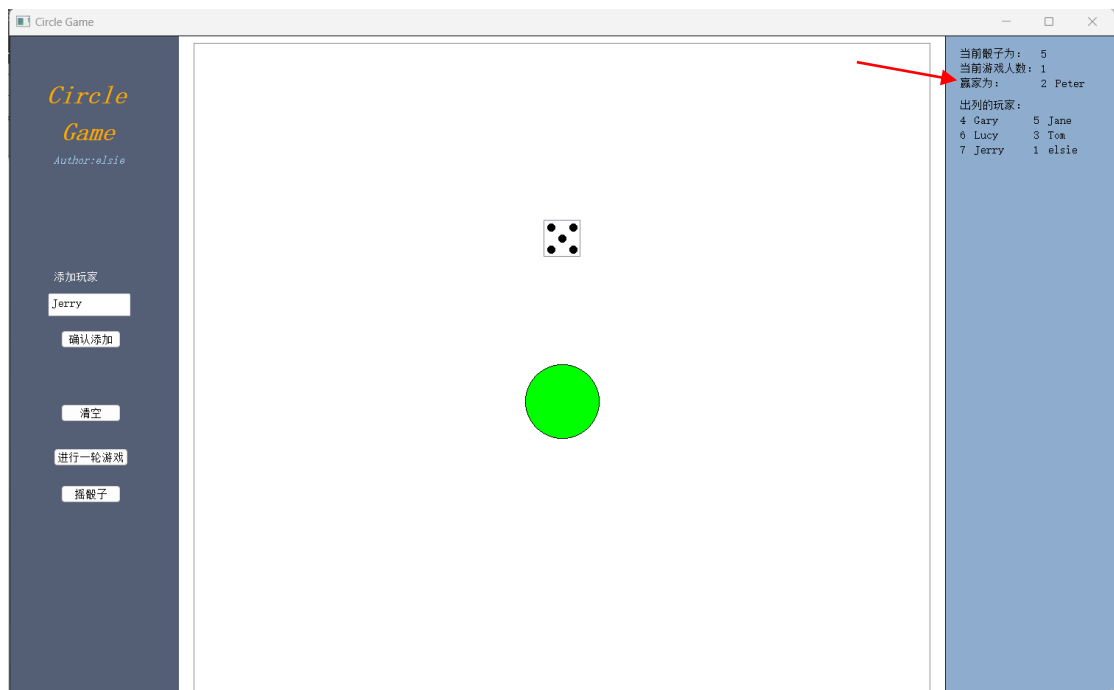 Circle Game
Circle
Game
Author:elsie
添加玩家
Jerry
确认添加
清空
进行一轮游戏
摇骰子
当前骰子为： 5
当前游戏人数：1
赢家为： 2 Peter
出列的玩家：
4 Gary 5 Jane
6 Lucy 3 Tom
7 Jerry 1 elsie